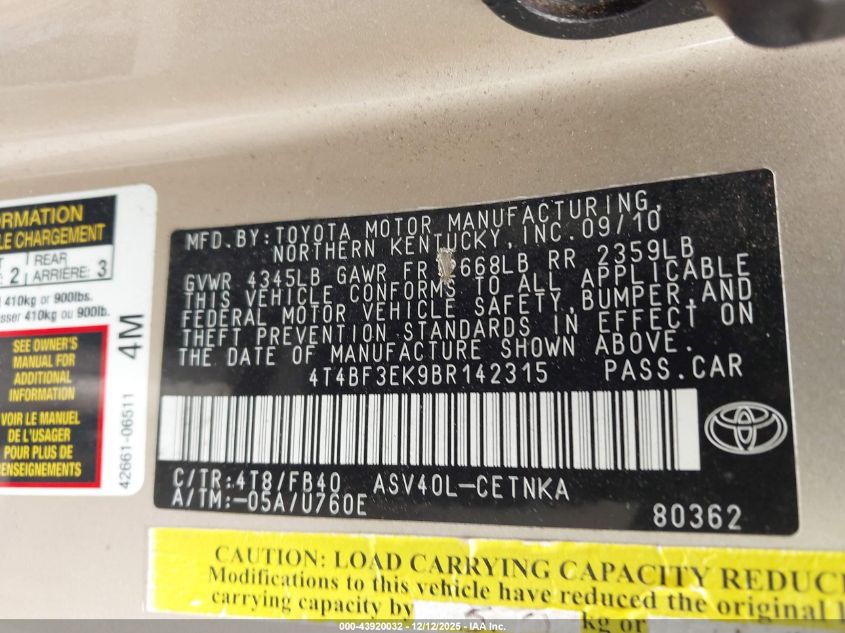 ORMATION
LE CHARGEMENT
T REAR
2 ARRIÈRE: 3
410kg or 900lbs.
sser 410kg ou 900lb.
SEE OWNER'S
MANUAL FOR
ADDITIONAL
INFORMATION
VOIR LE MANUEL
DE L'USAGER
POUR PLUS DE
RENSEIGNEMENTS
4M
42661-06511
MFD.BY:TOYOTA MOTOR MANUFACTURING,
NORTHERN KENTUCKY,INC.09/10
GVWR 4345LB GAWR FR 668LB RR 2359LB
THIS VEHICLE CONFORMS TO ALL APPLICABLE
FEDERAL MOTOR VEHICLE SAFETY,BUMPER,AND
THEFT PREVENTION STANDARDS IN EFFECT ON
THE DATE OF MANUFACTURE SHOWN ABOVE.
4T4BF3EK9BR142315 PASS.CAR
C/TR:4T8/FB40 ASV40L-CETNKA
A/TM:-05A/U760E
80362
CAUTION: LOAD CARRYING CAPACITY REDUCE
Modifications to this vehicle have reduced the original l
carrying capacity by kg or
000-43920032 - 12/12/2025 - IAA Inc.